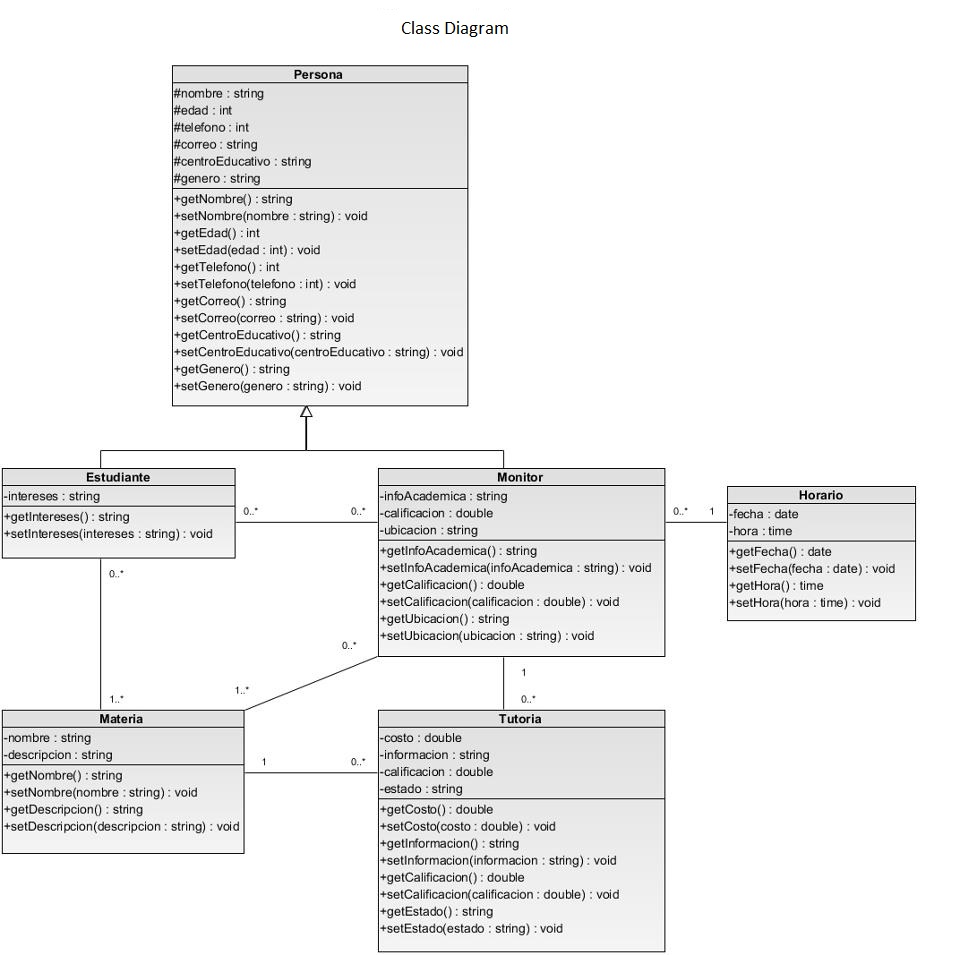 Class Diagram
Persona
#nombre : string
#edad : int
#telefono : int
#correo : string
#centroEducativo : string
#genero : string
+getNombre() : string
+setNombre(nombre : string) : void
+getEdad() : int
+setEdad(edad : int) : void
+getTelefono() : int
+setTelefono(telefono : int) : void
+getCorreo() : string
+setCorreo(correo : string) : void
+getCentroEducativo() : string
+setCentroEducativo(centroEducativo : string) : void
+getGenero() : string
+setGenero(genero : string) : void
Estudiante
-intereses : string
+getIntereses() : string
+setIntereses(intereses : string) : void
0..*
0..*
Monitor
-infoAcademica : string
-calificacion : double
-ubicacion : string
+getInfoAcademica() : string
+setInfoAcademica(infoAcademica : string) : void
+getCalificacion() : double
+setCalificacion(calificacion : double) : void
+getUbicacion() : string
+setUbicacion(ubicacion : string) : void
0..*
1
Horario
-fecha : date
-hora : time
+getFecha() : date
+setFecha(fecha : date) : void
+getHora() : time
+setHora(hora : time) : void
0..*
1..*
0..*
1..*
1
0..*
Materia
-nombre : string
-descripcion : string
+getNombre() : string
+setNombre(nombre : string) : void
+getDescripcion() : string
+setDescripcion(descripcion : string) : void
1
0..*
Tutoria
-costo : double
-informacion : string
-calificacion : double
-estado : string
+getCosto() : double
+setCosto(costo : double) : void
+getInformacion() : string
+setInformacion(informacion : string) : void
+getCalificacion() : double
+setCalificacion(calificacion : double) : void
+getEstado() : string
+setEstado(estado : string) : void